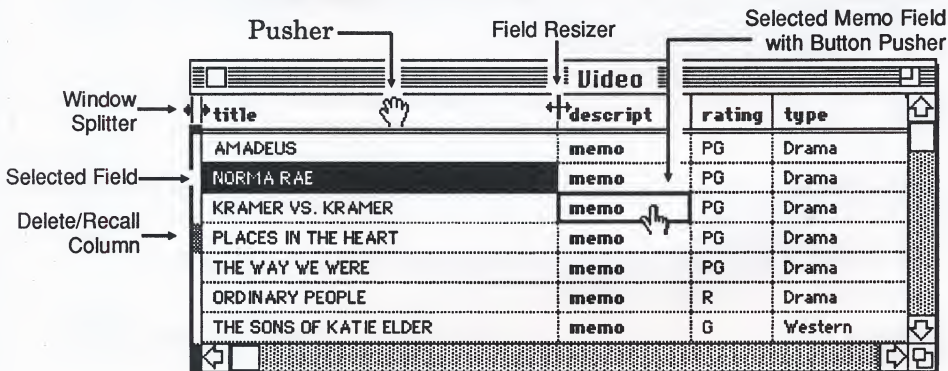 Pusher
Field Resizer
Selected Memo Field
with Button Pusher
Video
Window
Splitter
title descript rating type
AMADEUS memo PG Drama
Selected Field
NORMA RAE memo PG Drama
KRAMER VS. KRAMER memo PG Drama
Delete/Recall
Column
PLACES IN THE HEART memo PG Drama
THE WAY WE WERE memo PG Drama
ORDINARY PEOPLE memo R Drama
THE SONS OF KATIE ELDER memo G Western